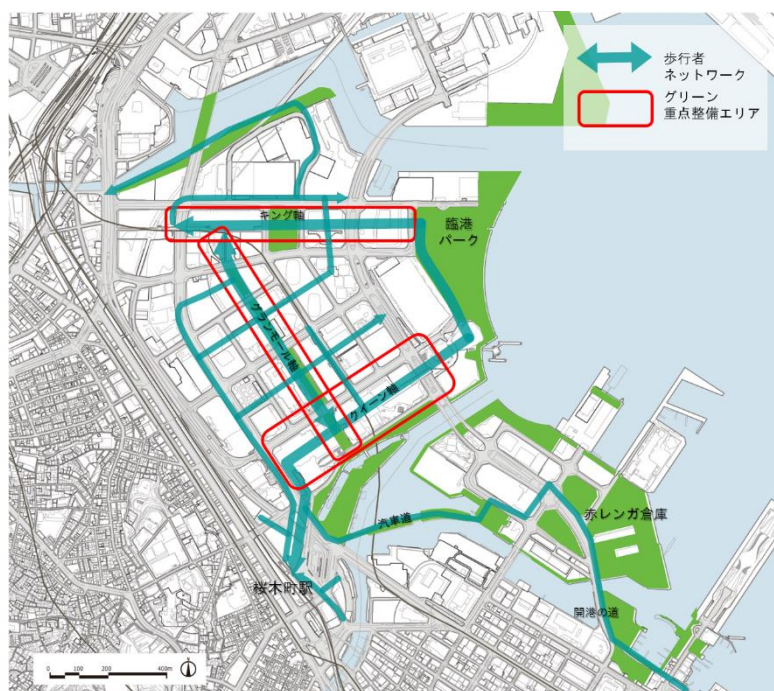 歩行者
ネットワーク
グリーン
重点整備エリア
キング軸
臨港
パーク
グランモール軸
クイーン軸
汽車道
赤レンガ倉庫
桜木町駅
開港の道
0 100 200 400m